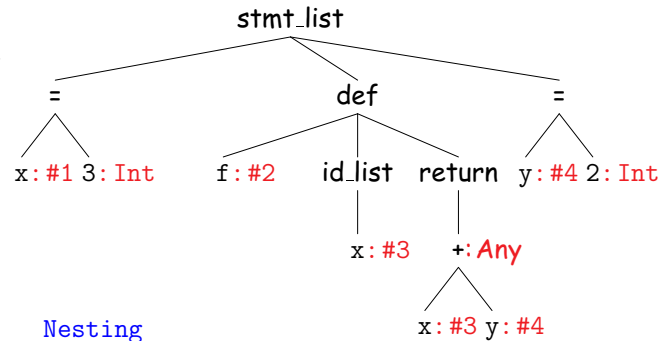 stmt_list
= def =
x:#1 3:Int f:#2 id_list return y:#4 2:Int
x:#3 +:Any
Nesting x:#3 y:#4